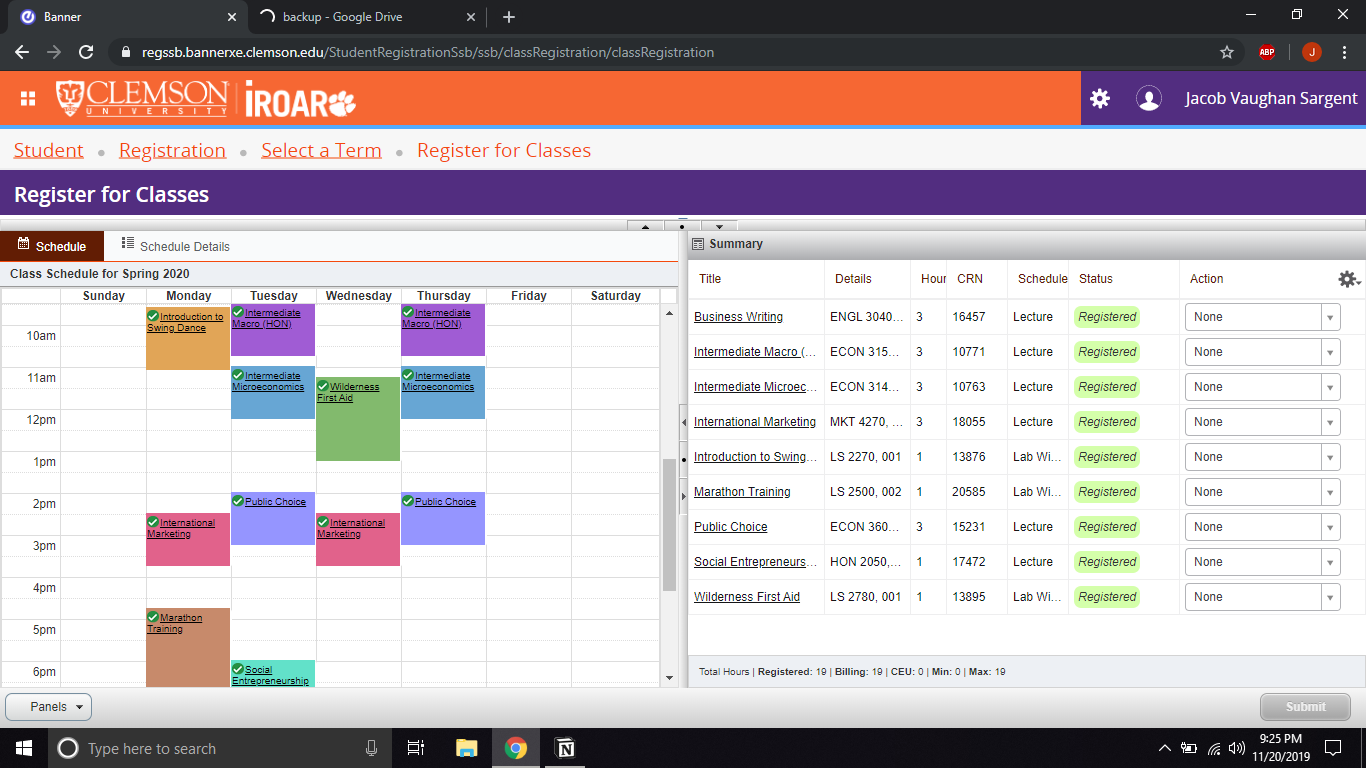 Banner
backup - Google Drive
regssb.bannerxe.clemson.edu/StudentRegistrationSsb/ssb/classRegistration/classRegistration
ABP
J
CLEMSON
UNIVERSITY
iROAR
Jacob Vaughan Sargent
Student • Registration • Select a Term • Register for Classes
Register for Classes
Schedule
Schedule Details
Class Schedule for Spring 2020
Sunday Monday Tuesday Wednesday Thursday Friday Saturday
10am
11am
12pm
1pm
2pm
3pm
4pm
5pm
6pm
Introduction to
Swing Dance
Intermediate
Macro (HON)
Intermediate
Macro (HON)
Intermediate
Microeconomics
Wilderness
First Aid
Intermediate
Microeconomics
Public Choice
Public Choice
International
Marketing
International
Marketing
Marathon
Training
Social
Entrepreneurship
Summary
Title Details Hour CRN Schedule Status Action
Business Writing ENGL 3040... 3 16457 Lecture Registered None
Intermediate Macro (... ECON 315... 3 10771 Lecture Registered None
Intermediate Microec... ECON 314... 3 10763 Lecture Registered None
International Marketing MKT 4270, ... 3 18055 Lecture Registered None
Introduction to Swing... LS 2270, 001 1 13876 Lab Wi... Registered None
Marathon Training LS 2500, 002 1 20585 Lab Wi... Registered None
Public Choice ECON 360... 3 15231 Lecture Registered None
Social Entrepreneurs... HON 2050,... 1 17472 Lecture Registered None
Wilderness First Aid LS 2780, 001 1 13895 Lab Wi... Registered None
Total Hours | Registered: 19 | Billing: 19 | CEU: 0 | Min: 0 | Max: 19
Panels
Submit
Type here to search
9:25 PM
11/20/2019